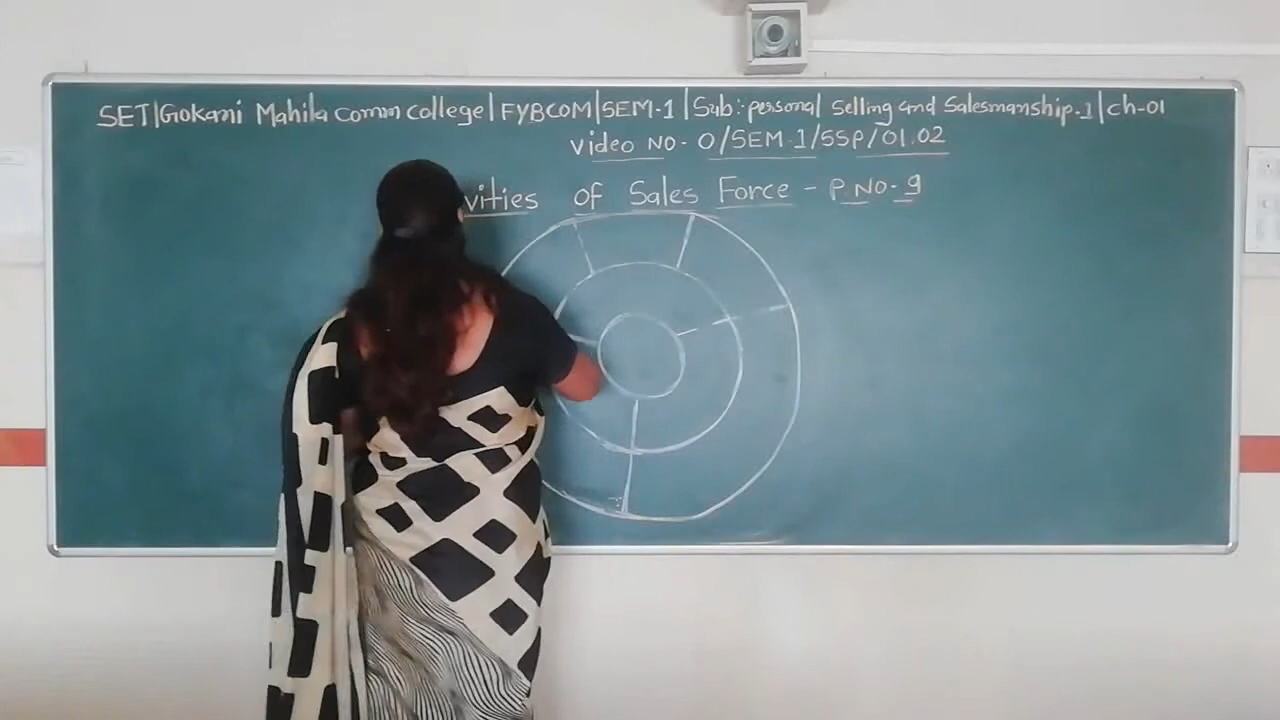 SET|Gokani Mahila Comm college|FYBCOM|SEM-1|Sub:personal selling and Salesmanship.1|ch-01
video NO- 0/SEM.1/SSP/01.02
vities of Sales Force - P.NO-9